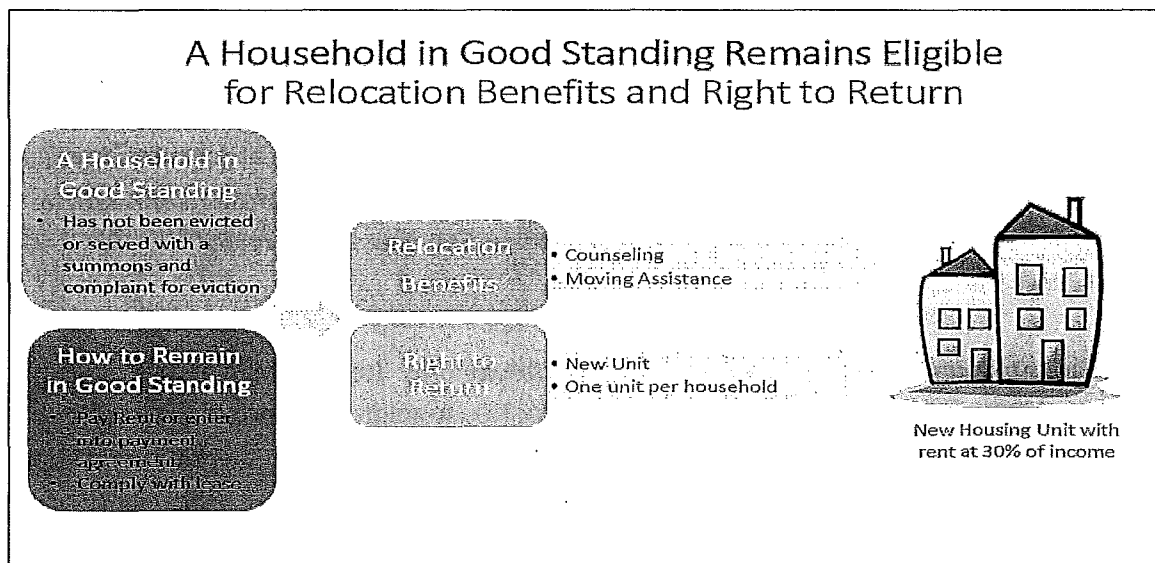 A Household in Good Standing Remains Eligible
for Relocation Benefits and Right to Return
A Household in
Good Standing
• Has not been evicted
or served with a
summons and
complaint for eviction
How to Remain
in Good Standing
• Pay Rent or enter
into payment
agreement
• Comply with lease
Relocation
Benefits
• Counseling
• Moving Assistance
Right to
Return
• New Unit
• One unit per household
New Housing Unit with
rent at 30% of income